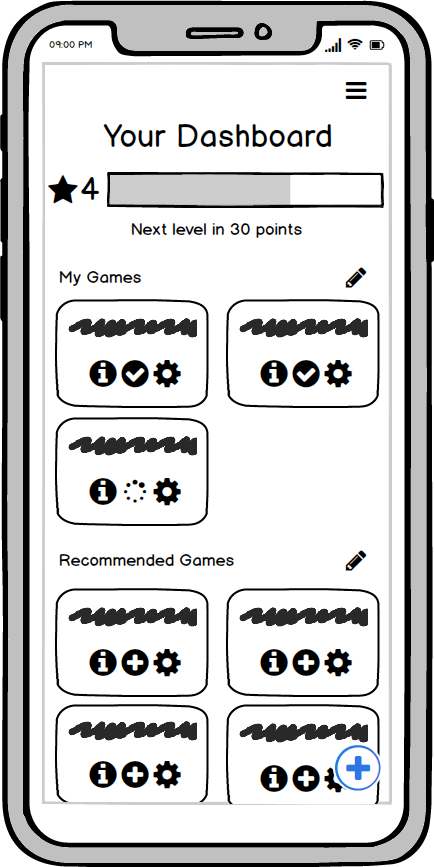 09:00 PM
Your Dashboard
4
Next level in 30 points
My Games
Recommended Games